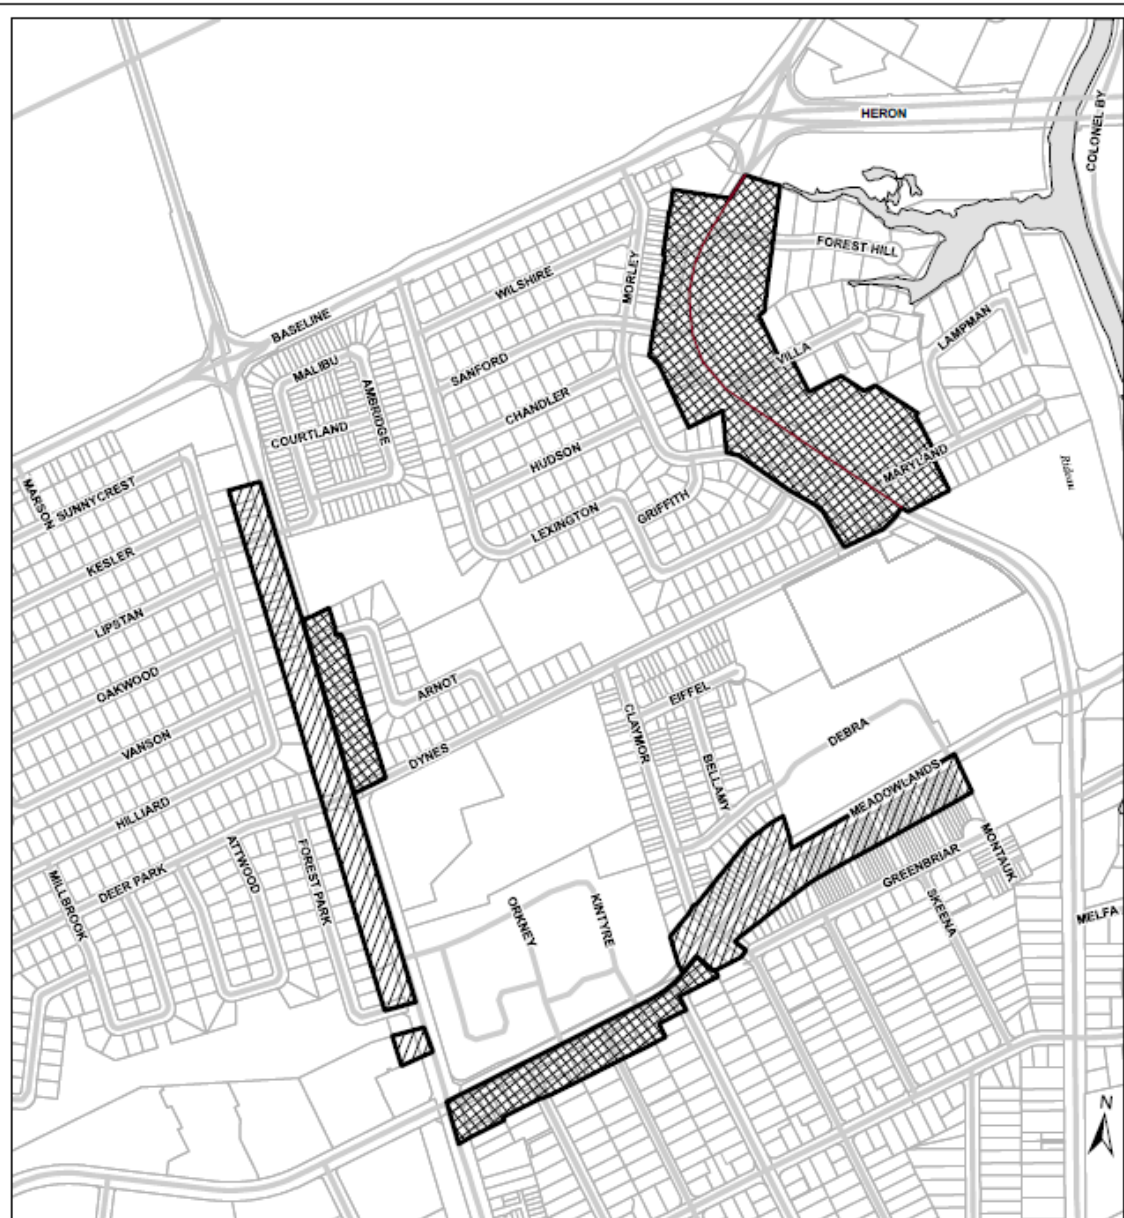 HERON
COLONEL BY
FOREST HILL
MORLEY
WILSHIRE
BASELINE
LAMPMAN
VILLA
MALIBU
SANFORD
AMBRIDGE
CHANDLER
COURTLAND
HUDSON
MARYLAND
Rideau
MARSON
SUNNYCREST
GRIFFITH
LEXINGTON
KESLER
LIPSTAN
OAKWOOD
ARNOT
EIFFEL
CLAYMOR
VANSON
DYNES
DEBRA
BELLAMY
MEADOWLANDS
HILLIARD
ATTWOOD
FOREST PARK
DEER PARK
MILLBROOK
GREENBRIAR
MONTAUK
SKEENA
ORKNEY
KINTYRE
MELFA
N